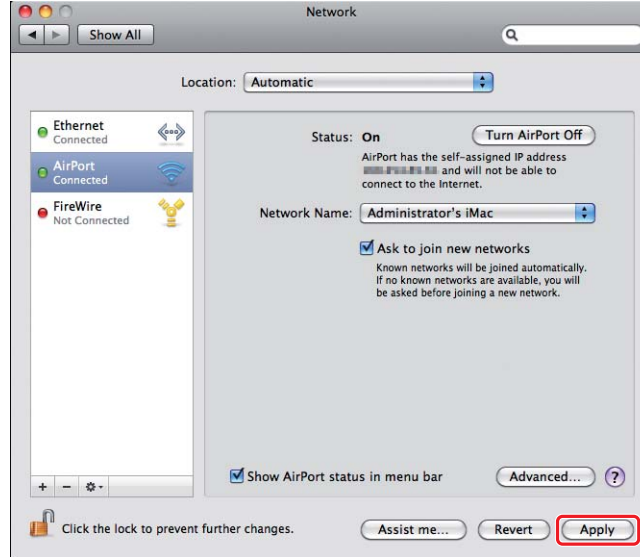 Network
Show All
Location: Automatic
Ethernet
Connected
AirPort
Connected
FireWire
Not Connected
Status: On
Turn AirPort Off
AirPort has the self-assigned IP address
and will not be able to
connect to the Internet.
Network Name: Administrator's iMac
Ask to join new networks
Known networks will be joined automatically.
If no known networks are available, you will
be asked before joining a new network.
Show AirPort status in menu bar
Advanced...
?
+ −
Click the lock to prevent further changes.
Assist me...
Revert
Apply